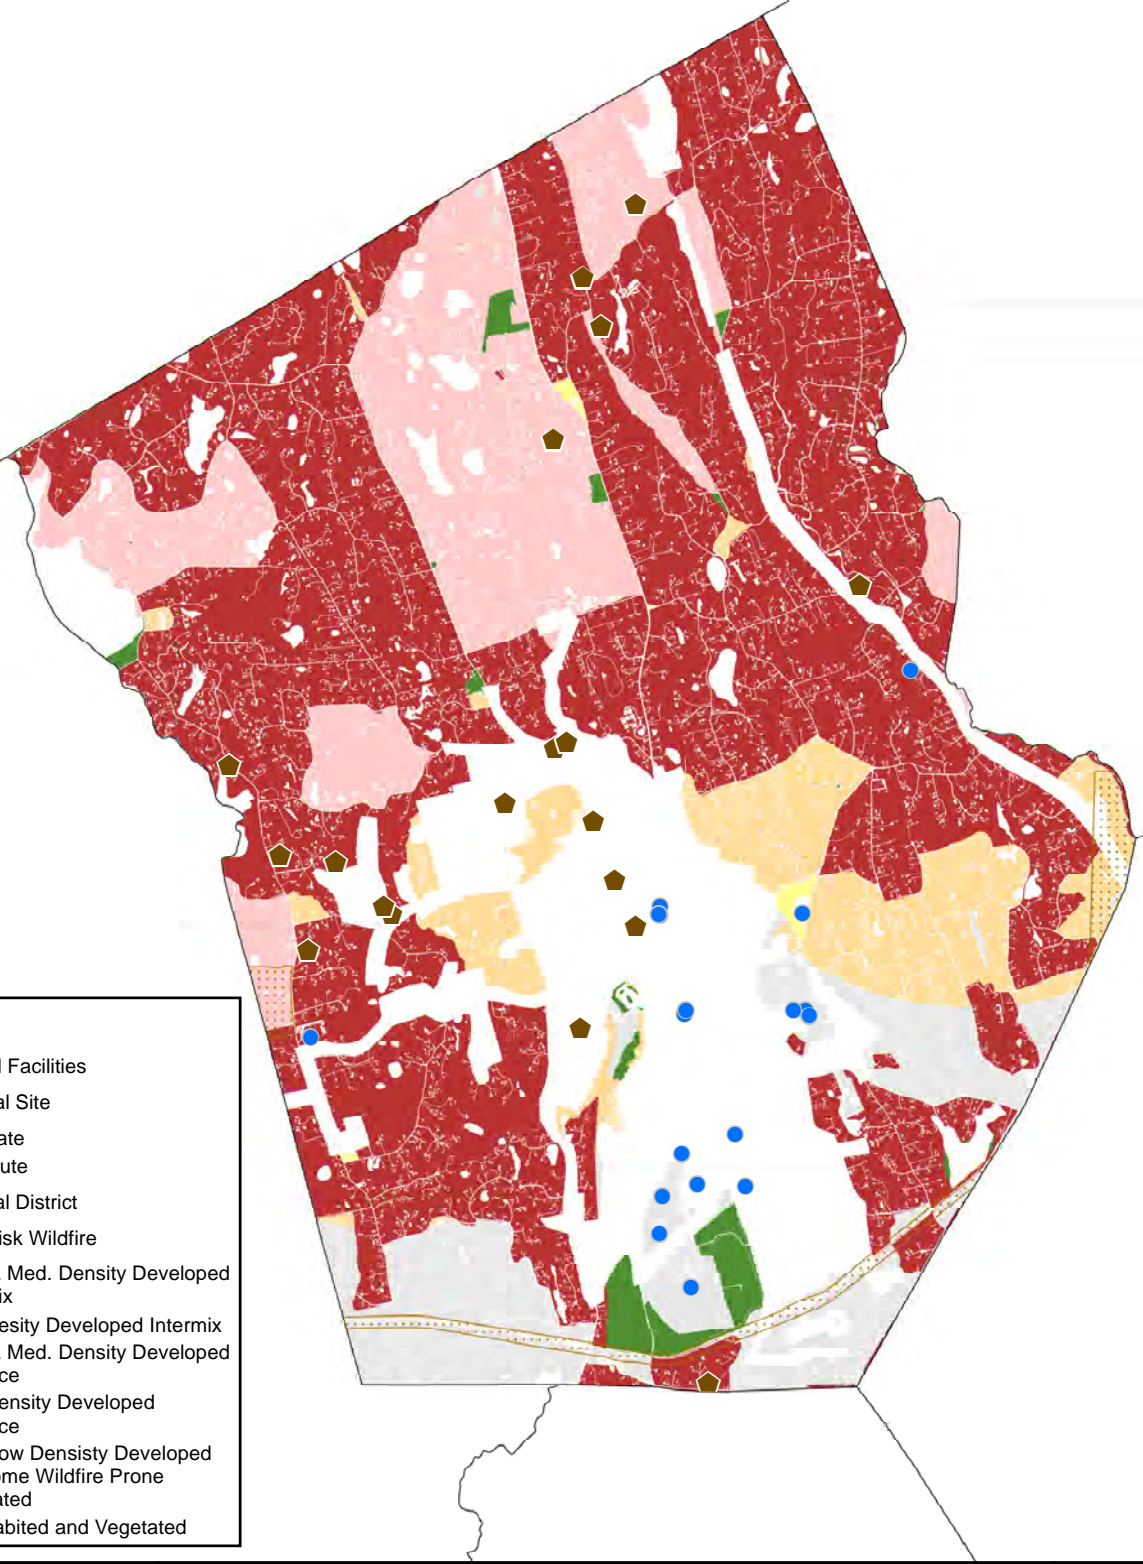 l Facilities
al Site
ate
ute
al District
isk Wildfire
. Med. Density Developed
ix
esity Developed Intermix
. Med. Density Developed
ce
ensity Developed
ce
ow Densisty Developed
ome Wildfire Prone
ated
abited and Vegetated